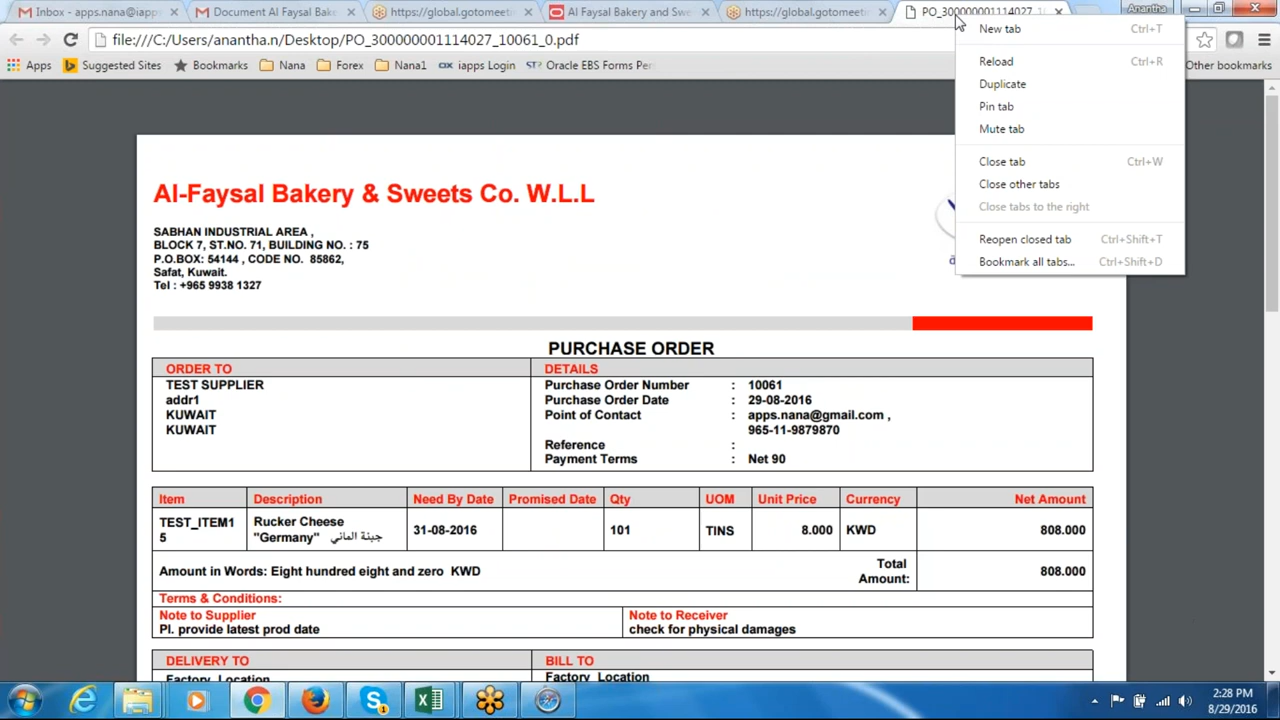 Inbox - apps.nana@iapps
Document Al Faysal Bake
https://global.gotomeeti
Al Faysal Bakery and Swe
https://global.gotomeeti
PO_300000001114027_1
Anantha
file:///C:/Users/anantha.n/Desktop/PO_300000001114027_10061_0.pdf
Apps Suggested Sites Bookmarks Nana Forex Nana1 iapps Login Oracle EBS Forms Per Other bookmarks
New tab Ctrl+T
Reload Ctrl+R
Duplicate
Pin tab
Mute tab
Close tab Ctrl+W
Close other tabs
Close tabs to the right
Reopen closed tab Ctrl+Shift+T
Bookmark all tabs... Ctrl+Shift+D
Al-Faysal Bakery & Sweets Co. W.L.L
SABHAN INDUSTRIAL AREA ,
BLOCK 7, ST.NO. 71, BUILDING NO. : 75
P.O.BOX: 54144 , CODE NO. 85862,
Safat, Kuwait.
Tel : +965 9938 1327
PURCHASE ORDER
ORDER TO
TEST SUPPLIER
addr1
KUWAIT
KUWAIT
DETAILS
Purchase Order Number : 10061
Purchase Order Date : 29-08-2016
Point of Contact : apps.nana@gmail.com ,
965-11-9879870
Reference :
Payment Terms : Net 90
Item Description Need By Date Promised Date Qty UOM Unit Price Currency Net Amount
TEST_ITEM1
5
Rucker Cheese
"Germany" جبنة الماني
31-08-2016 101 TINS 8.000 KWD 808.000
Amount in Words: Eight hundred eight and zero KWD
Total
Amount:
808.000
Terms & Conditions:
Note to Supplier
Pl. provide latest prod date
Note to Receiver
check for physical damages
DELIVERY TO BILL TO
Factory_Location Factory_Location
2:28 PM
8/29/2016